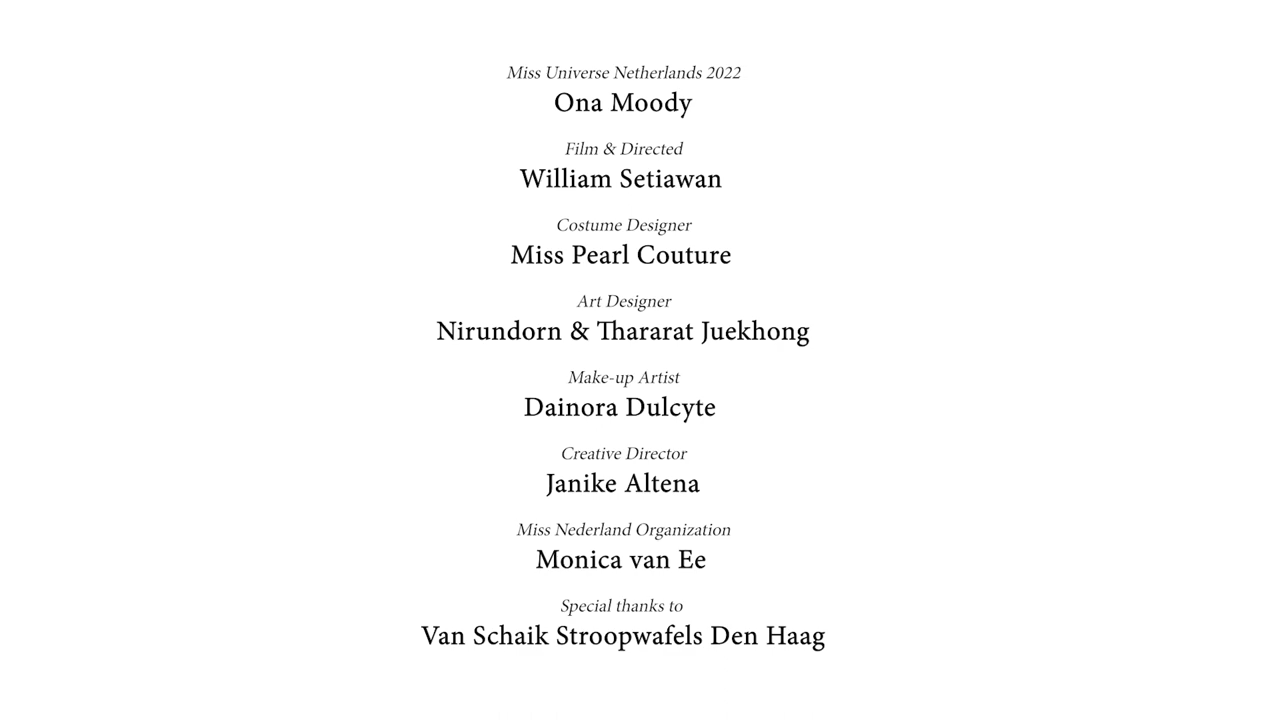 Miss Universe Netherlands 2022
Ona Moody
Film & Directed
William Setiawan
Costume Designer
Miss Pearl Couture
Art Designer
Nirundorn & Thararat Juekhong
Make-up Artist
Dainora Dulcyte
Creative Director
Janike Altena
Miss Nederland Organization
Monica van Ee
Special thanks to
Van Schaik Stroopwafels Den Haag